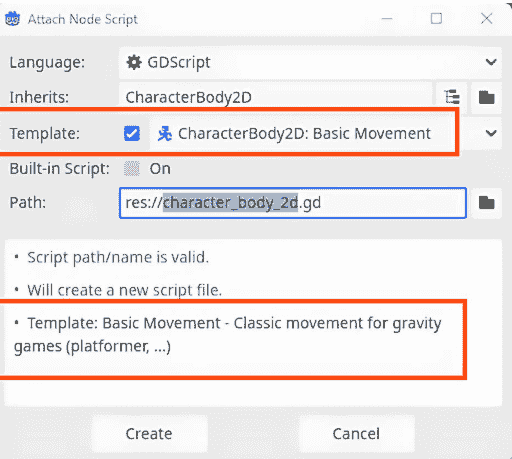 Attach Node Script
Language: GDScript
Inherits: CharacterBody2D
Template: CharacterBody2D: Basic Movement
Built-in Script: On
Path: res://character_body_2d.gd
• Script path/name is valid.
• Will create a new script file.
• Template: Basic Movement - Classic movement for gravity
games (platformer, ...)
Create Cancel